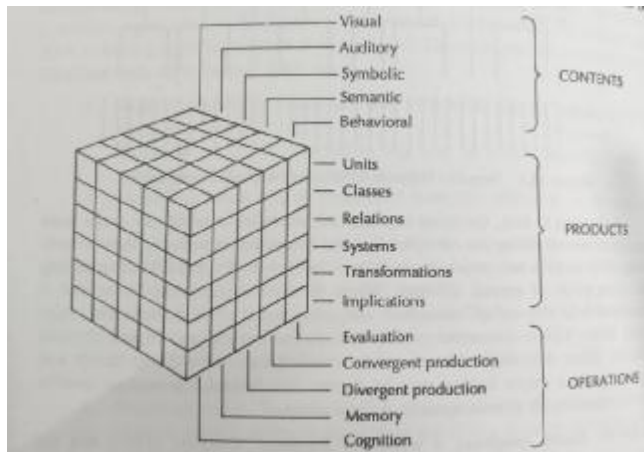 Visual
Auditory
Symbolic
Semantic
Behavioral
CONTENTS
Units
Classes
Relations
Systems
Transformations
Implications
PRODUCTS
Evaluation
Convergent production
Divergent production
Memory
Cognition
OPERATIONS